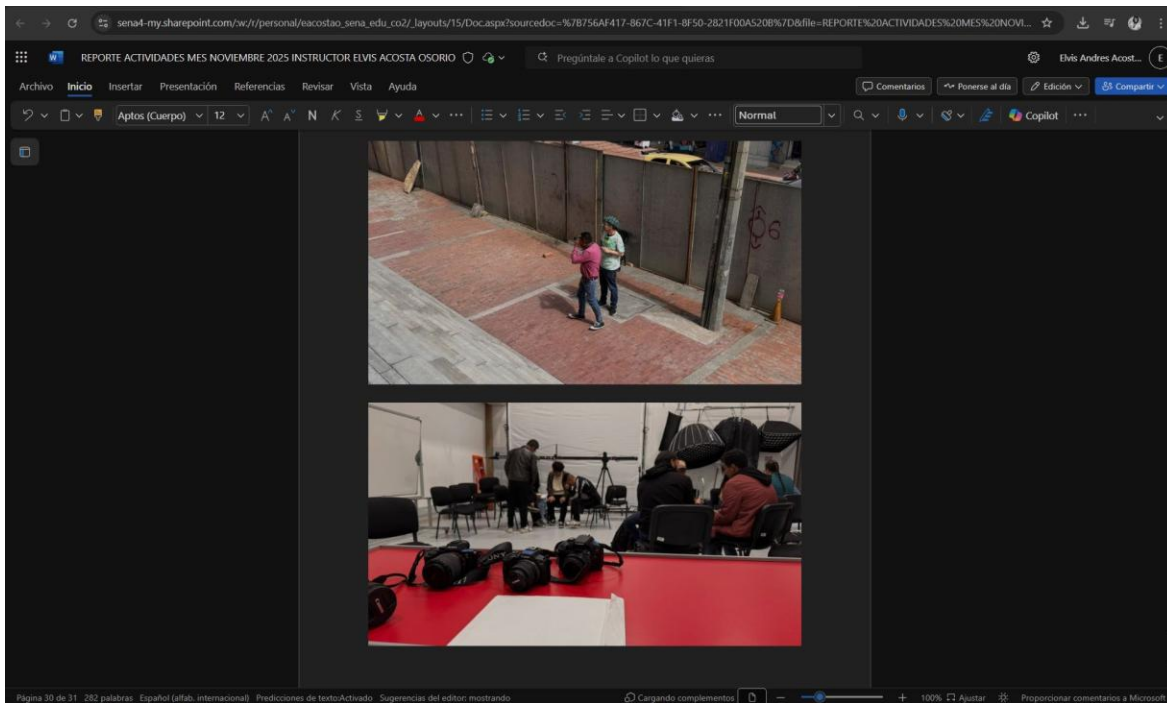 sena4-my.sharepoint.com/:w:/r/personal/eacostao_sena_edu_co2/_layouts/15/Doc.aspx?sourcedoc=%7B756AF417-867C-41F1-8F50-2821F00A520B%7D&file=REPORTE%20ACTIVIDADES%20MES%20NOVI...
W REPORTE ACTIVIDADES MES NOVIEMBRE 2025 INSTRUCTOR ELVIS ACOSTA OSORIO Pregúntale a Copilot lo que quieras Elvis Andres Acost... E
Archivo Inicio Insertar Presentación Referencias Revisar Vista Ayuda Comentarios Ponerse al día Edición Compartir
Aptos (Cuerpo) 12 A A N K S A Normal Copilot
6
SONY
Página 30 de 31 282 palabras Español (alfab. internacional) Predicciones de texto:Activado Sugerencias del editor: mostrando Cargando complementos 100% Ajustar Proporcionar comentarios a Microsoft